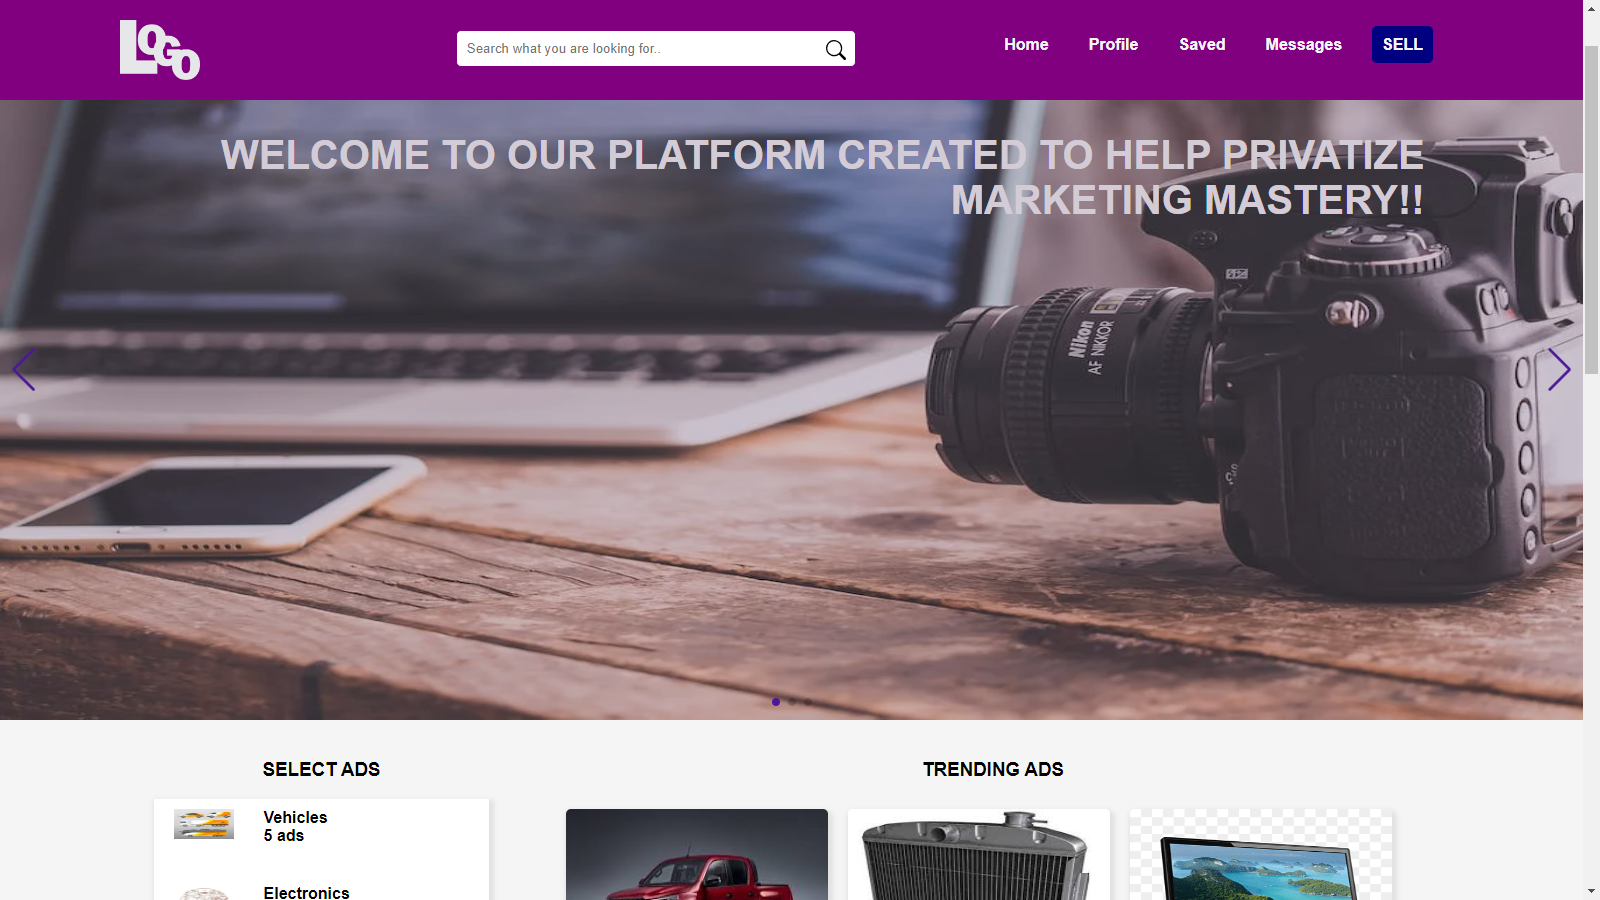 LOGO
Search what you are looking for..
Home
Profile
Saved
Messages
SELL
WELCOME TO OUR PLATFORM CREATED TO HELP PRIVATIZE
MARKETING MASTERY!!
Nikon
AF NIKKOR
SELECT ADS
TRENDING ADS
Vehicles
5 ads
Electronics